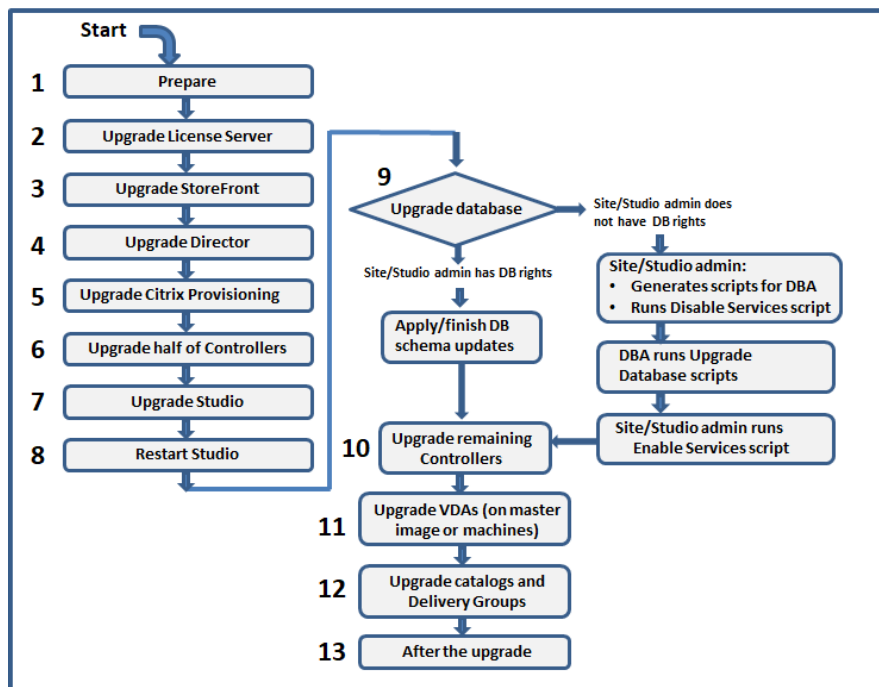 Start
1
Prepare
2
Upgrade License Server
3
Upgrade StoreFront
4
Upgrade Director
5
Upgrade Citrix Provisioning
6
Upgrade half of Controllers
7
Upgrade Studio
8
Restart Studio
9
Upgrade database
Site/Studio admin does
not have DB rights
Site/Studio admin has DB rights
Site/Studio admin:
• Generates scripts for DBA
• Runs Disable Services script
Apply/finish DB
schema updates
DBA runs Upgrade
Database scripts
Site/Studio admin runs
Enable Services script
10
Upgrade remaining
Controllers
11
Upgrade VDAs (on master
image or machines)
12
Upgrade catalogs and
Delivery Groups
13
After the upgrade